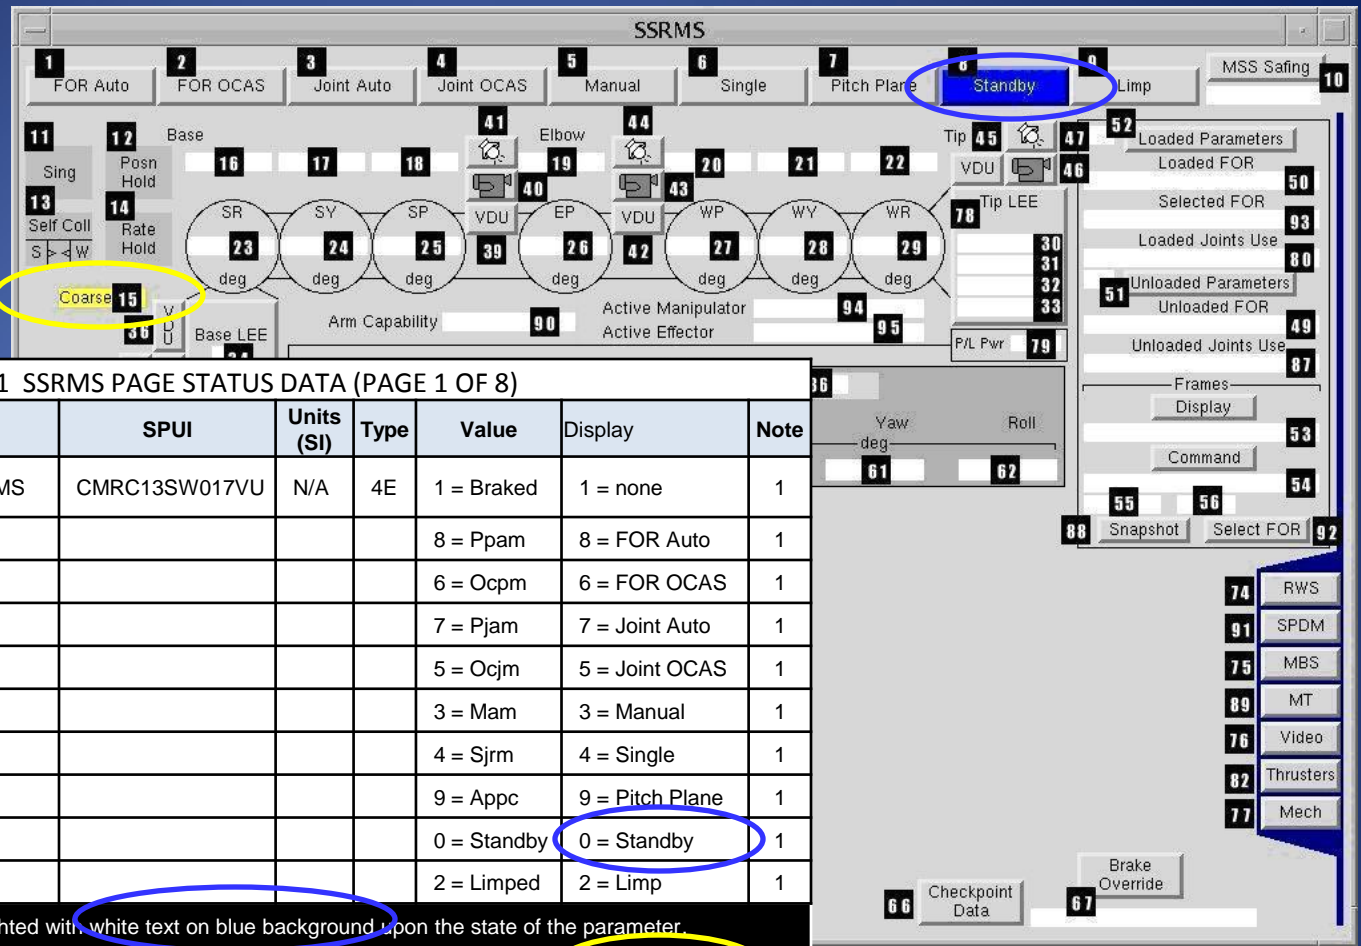 SSRMS
1 2 3 4 5 6 7 8 9
FOR Auto FOR OCAS Joint Auto Joint OCAS Manual Single Pitch Plane Standby Limp MSS Safing 10
11 12 Base 41 Elbow 44 Tip 45 47 52 Loaded Parameters
Sing Posn Hold 16 17 18 19 20 21 22 VDU 46 Loaded FOR
40 43 50
13 14 78 Tip LEE Selected FOR
Self Coll Rate Hold SR SY SP VDU EP VDU WP WY WR 93
S W 23 24 25 39 26 42 27 28 29 30 Loaded Joints Use
31 80
deg deg deg deg deg deg deg 32 51 Unloaded Parameters
Coarse 15 33 Unloaded FOR
36 VDU Base LEE Arm Capability 90 Active Manipulator 94 49
Active Effector 95 P/L Pwr 79 Unloaded Joints Use
87
1 SSRMS PAGE STATUS DATA (PAGE 1 OF 8)
SPUI Units (SI) Type Value Display Note
MS CMRC13SW017VU N/A 4E 1 = Braked 1 = none 1
8 = Ppam 8 = FOR Auto 1
6 = Ocpm 6 = FOR OCAS 1
7 = Pjam 7 = Joint Auto 1
5 = Ocjm 5 = Joint OCAS 1
3 = Mam 3 = Manual 1
4 = Sjrm 4 = Single 1
9 = Appc 9 = Pitch Plane 1
0 = Standby 0 = Standby 1
2 = Limped 2 = Limp 1
hted with white text on blue background upon the state of the parameter.
Yaw Roll
deg
61 62
Frames
Display
53
Command
54
55 56
88 Snapshot Select FOR 92
74 RWS
91 SPDM
75 MBS
89 MT
76 Video
82 Thrusters
77 Mech
66 Checkpoint Data
Brake Override
67